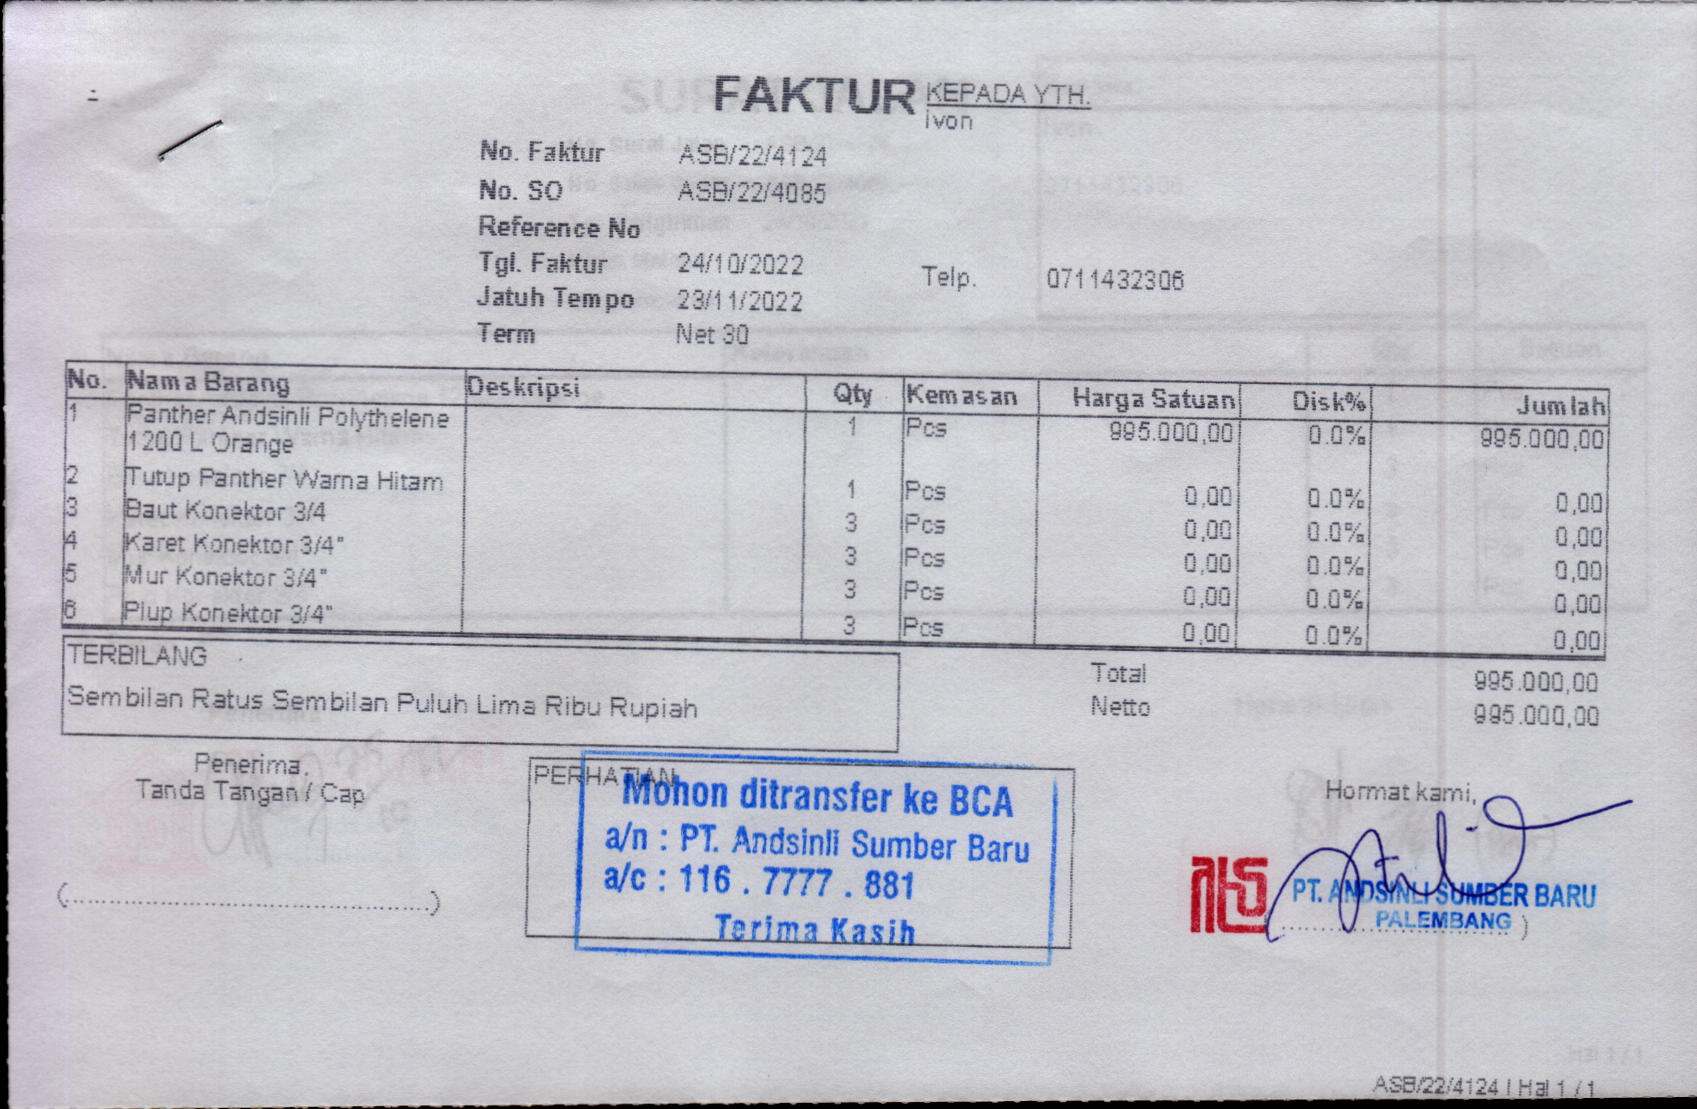 FAKTUR
KEPADA YTH.
Ivon
No. Faktur ASB/22/4124
No. SO ASB/22/4085
Reference No
Tgl. Faktur 24/10/2022
Telp. 0711432306
Jatuh Tempo 23/11/2022
Term Net 30
No. Nama Barang Deskripsi Qty Kemasan Harga Satuan Disk% Jumlah
1 Panther Andsinli Polythelene 1 Pcs 995.000,00 0.0% 995.000,00
1200 L Orange
2 Tutup Panther Warna Hitam 1 Pcs 0,00 0.0% 0,00
3 Baut Konektor 3/4 3 Pcs 0,00 0.0% 0,00
4 Karet Konektor 3/4" 3 Pcs 0,00 0.0% 0,00
5 Mur Konektor 3/4" 3 Pcs 0,00 0.0% 0,00
6 Plup Konektor 3/4" 3 Pcs 0,00 0.0% 0,00
TERBILANG
Sembilan Ratus Sembilan Puluh Lima Ribu Rupiah
Total 995.000,00
Netto 995.000,00
Penerima,
Tanda Tangan / Cap
(..............................................)
PERHATIAN
Mohon ditransfer ke BCA
a/n : PT. Andsinli Sumber Baru
a/c : 116 . 7777 . 881
Terima Kasih
Hormat kami,
PT. ANDSINLI SUMBER BARU
PALEMBANG
ASB/22/4124 | Hal 1 / 1